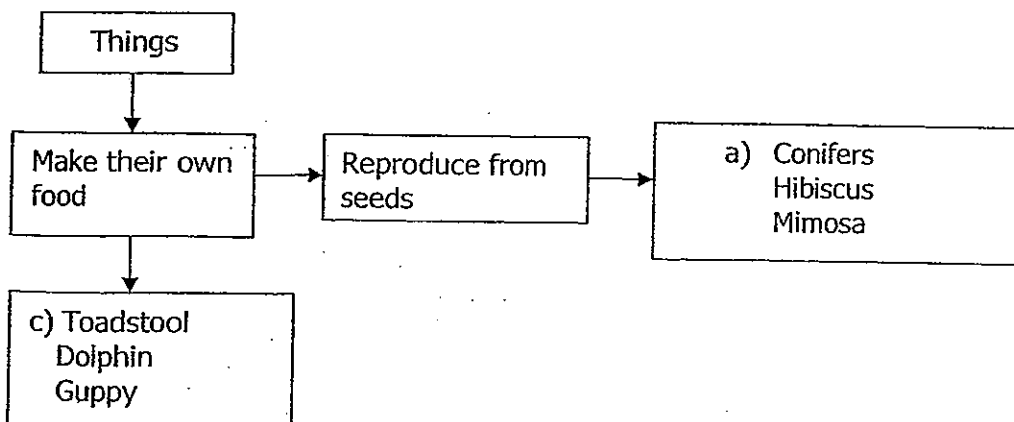 Things
Make their own
food
Reproduce from
seeds
a) Conifers
Hibiscus
Mimosa
c) Toadstool
Dolphin
Guppy